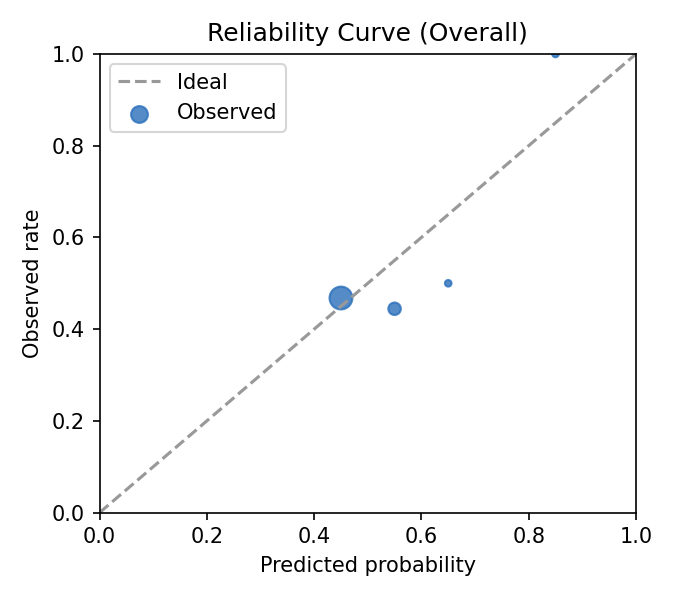 Reliability Curve (Overall)
Ideal
Observed
1.0
0.8
0.6
0.4
0.2
0.0
Observed rate
0.0 0.2 0.4 0.6 0.8 1.0
Predicted probability